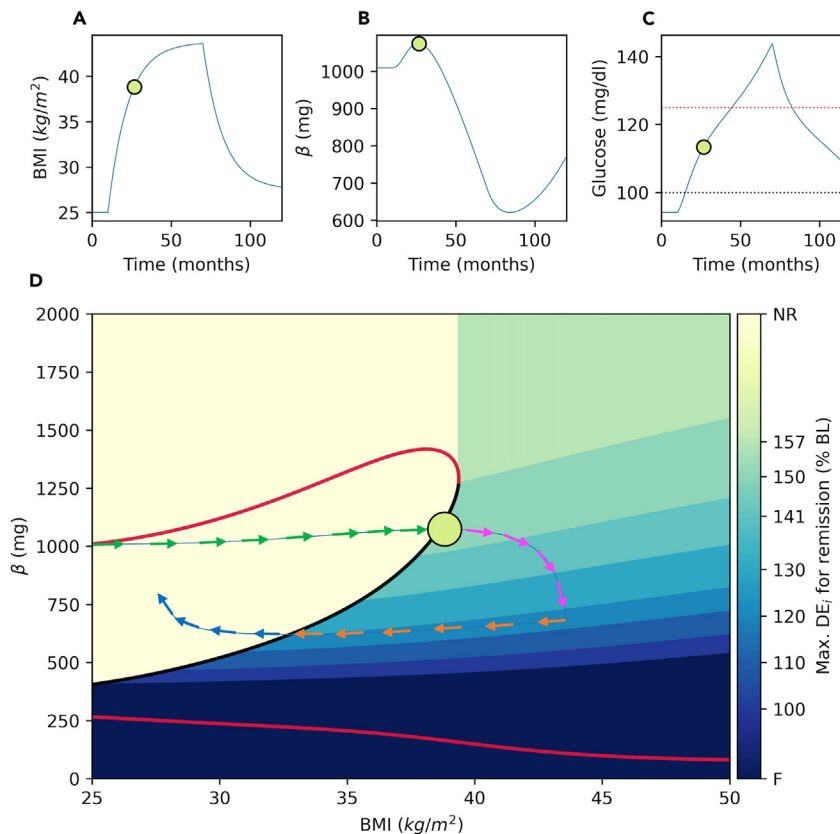 A
B
C
BMI (kg/m²)
40
35
30
25
0
50
100
Time (months)
β (mg)
1000
900
800
700
600
0
50
100
Time (months)
Glucose (mg/dl)
140
120
100
0
50
100
Time (months)
D
β (mg)
2000
1750
1500
1250
1000
750
500
250
0
25
30
35
40
45
50
BMI (kg/m²)
NR
157
150
141
130
120
110
100
F
Max. DEᵢ for remission (% BL)